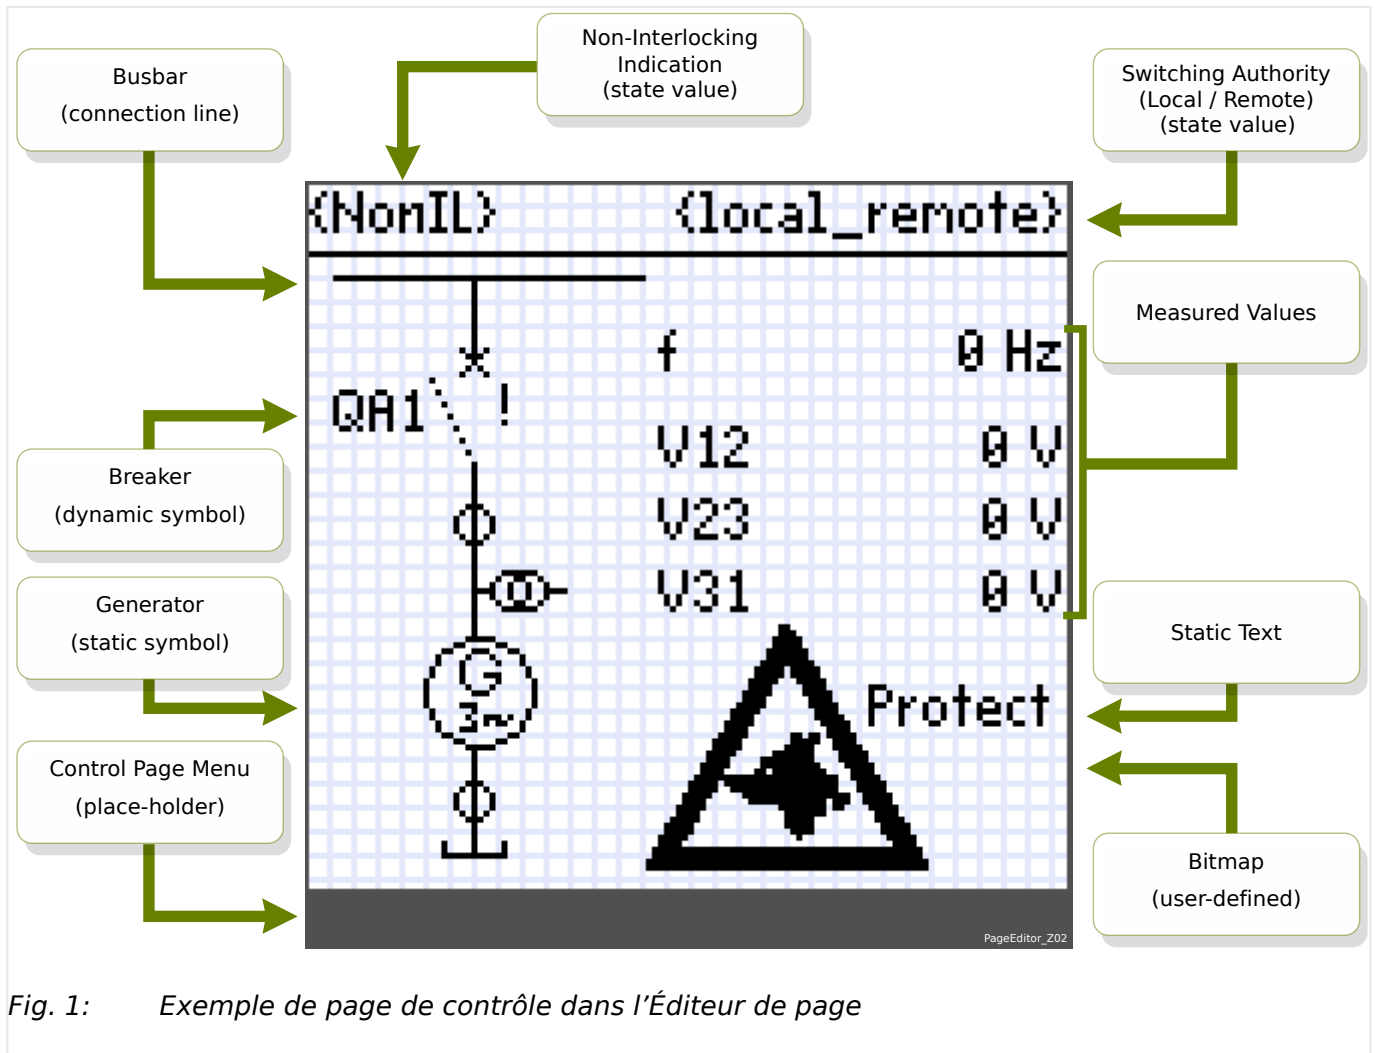 Non-Interlocking
Indication
(state value)
Busbar
(connection line)
Switching Authority
(Local / Remote)
(state value)
{NonIL}
{local_remote}
Measured Values
f
0 Hz
QA1
!
V12
0 V
Breaker
(dynamic symbol)
V23
0 V
V31
0 V
Generator
(static symbol)
Static Text
G
3~
Protect
Control Page Menu
(place-holder)
Bitmap
(user-defined)
PageEditor_Z02
Fig. 1: Exemple de page de contrôle dans l’Éditeur de page